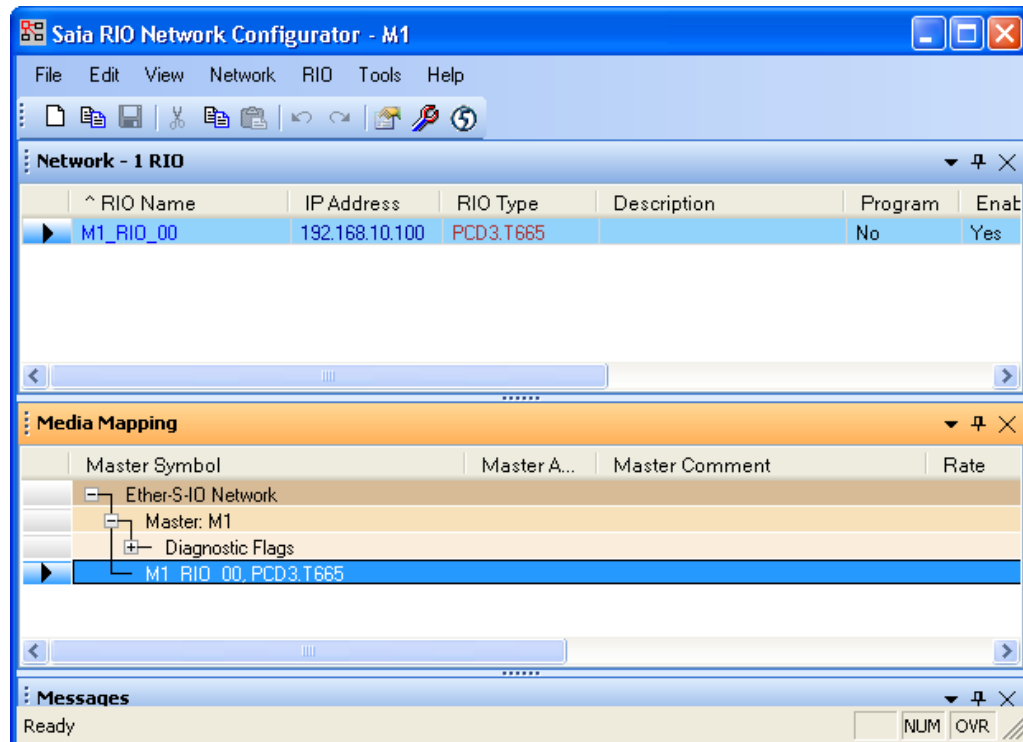 Saia RIO Network Configurator - M1
File Edit View Network RIO Tools Help
Network - 1 RIO
^ RIO Name IP Address RIO Type Description Program Enab
M1_RIO_00 192.168.10.100 PCD3.T665 No Yes
Media Mapping
Master Symbol Master A... Master Comment Rate
Ether-S-IO Network
Master: M1
Diagnostic Flags
M1_RIO_00, PCD3.T665
Messages
Ready NUM OVR